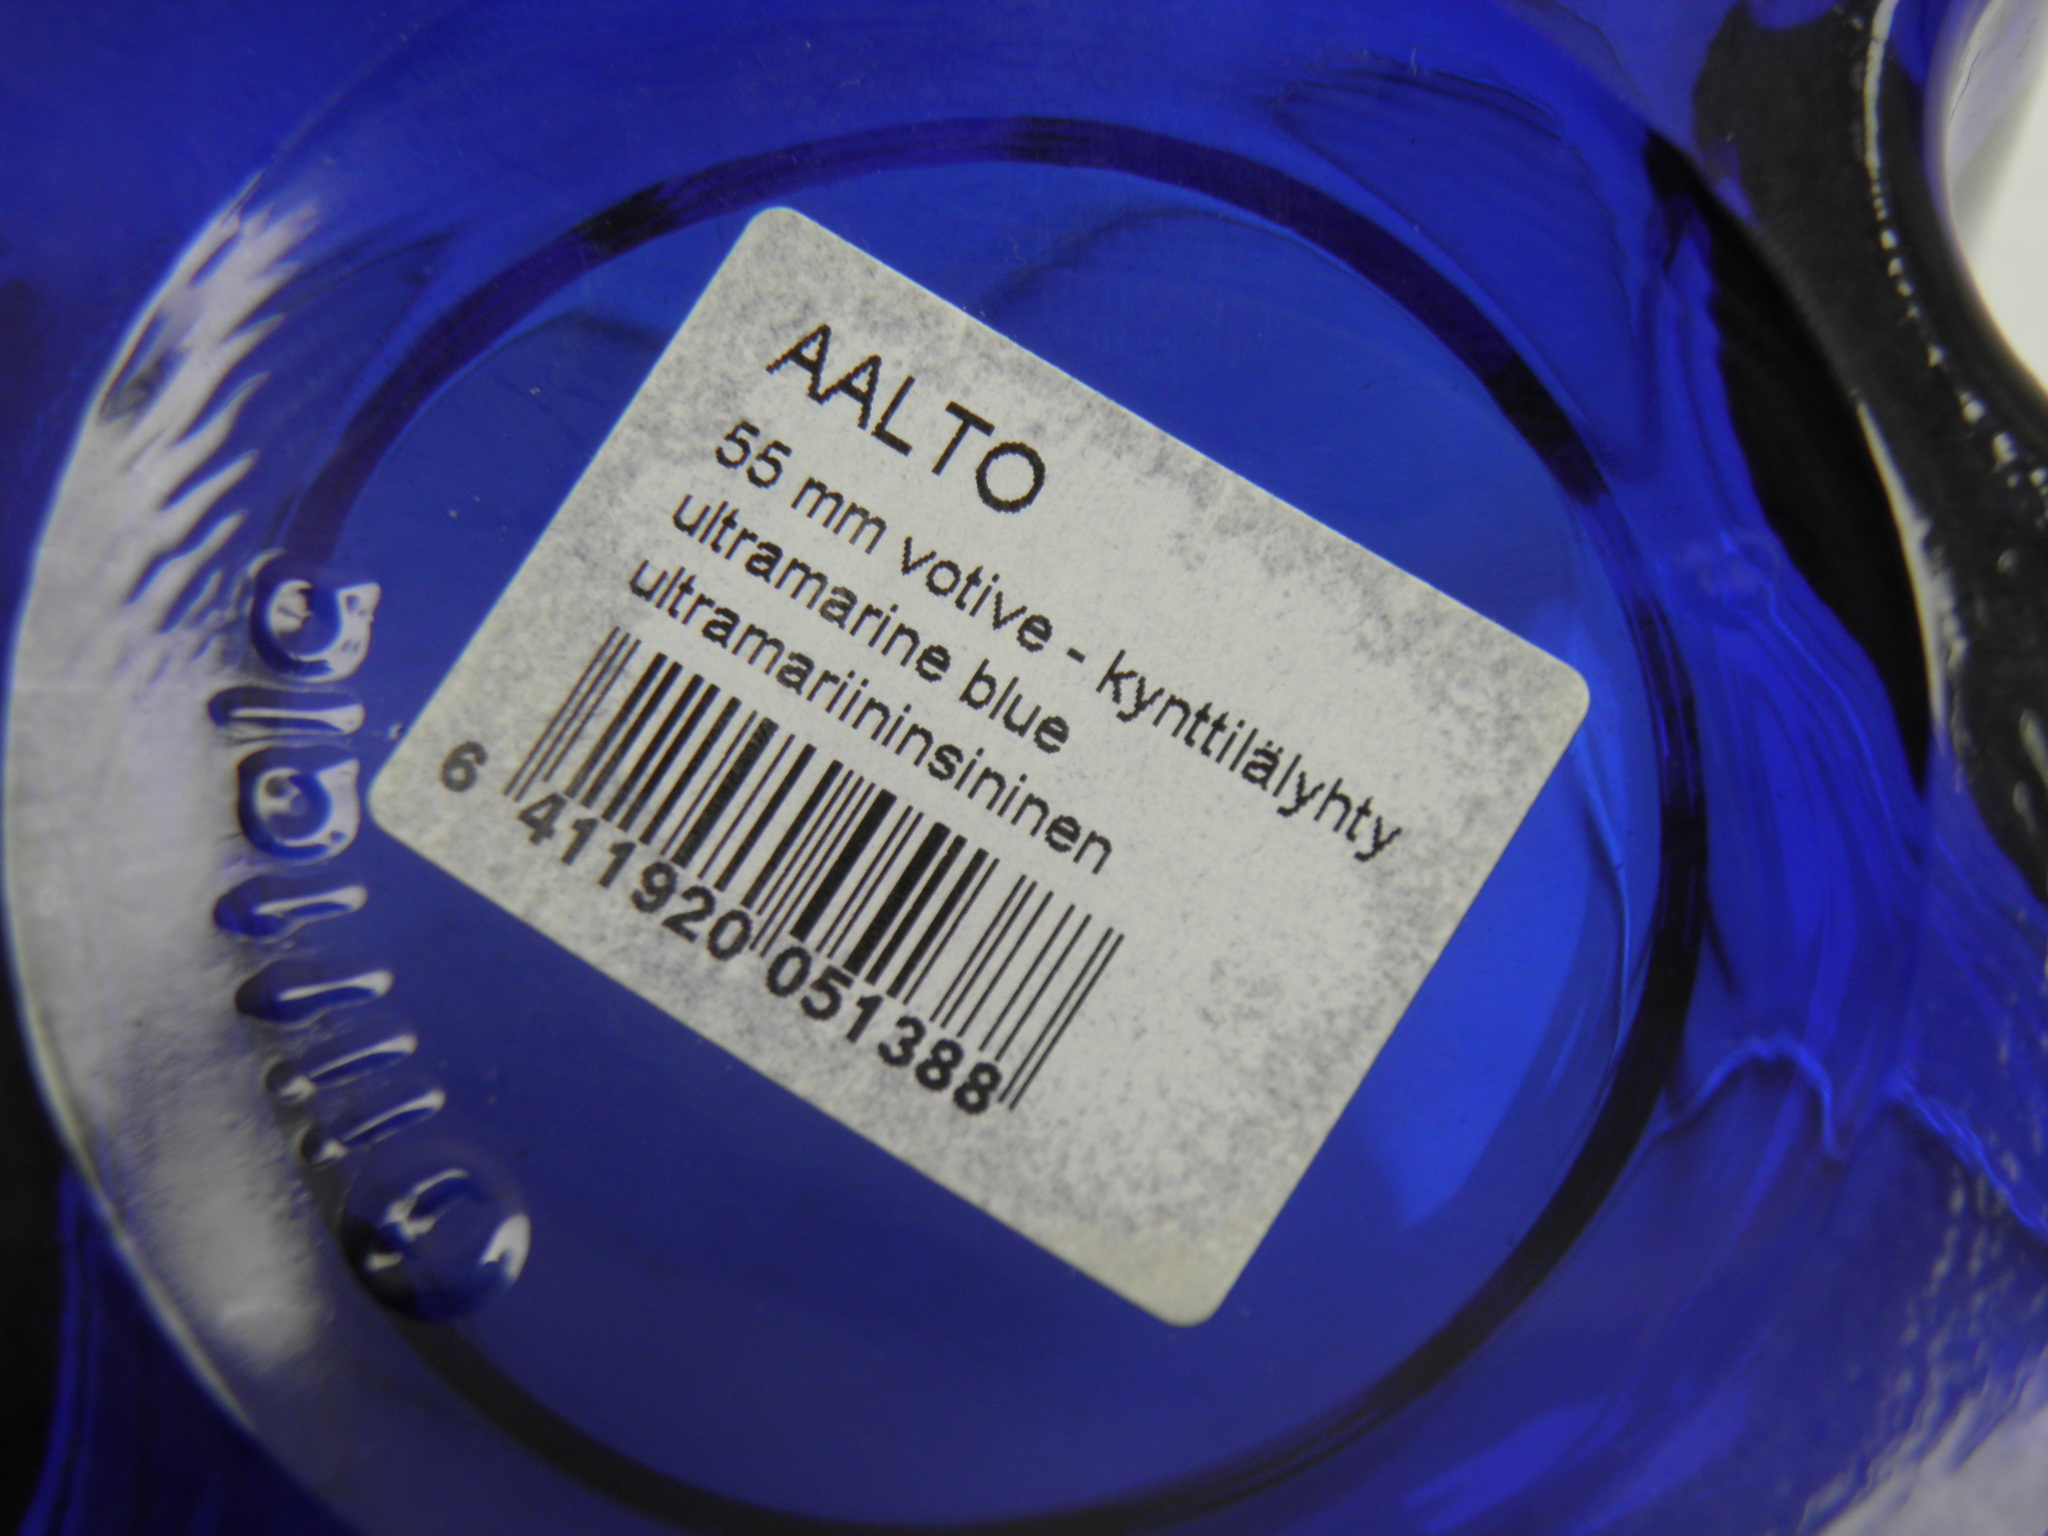 AALTO
55 mm votive - kynttilälyhty
ultramarine blue
ultramariininsininen
6 411920 051388